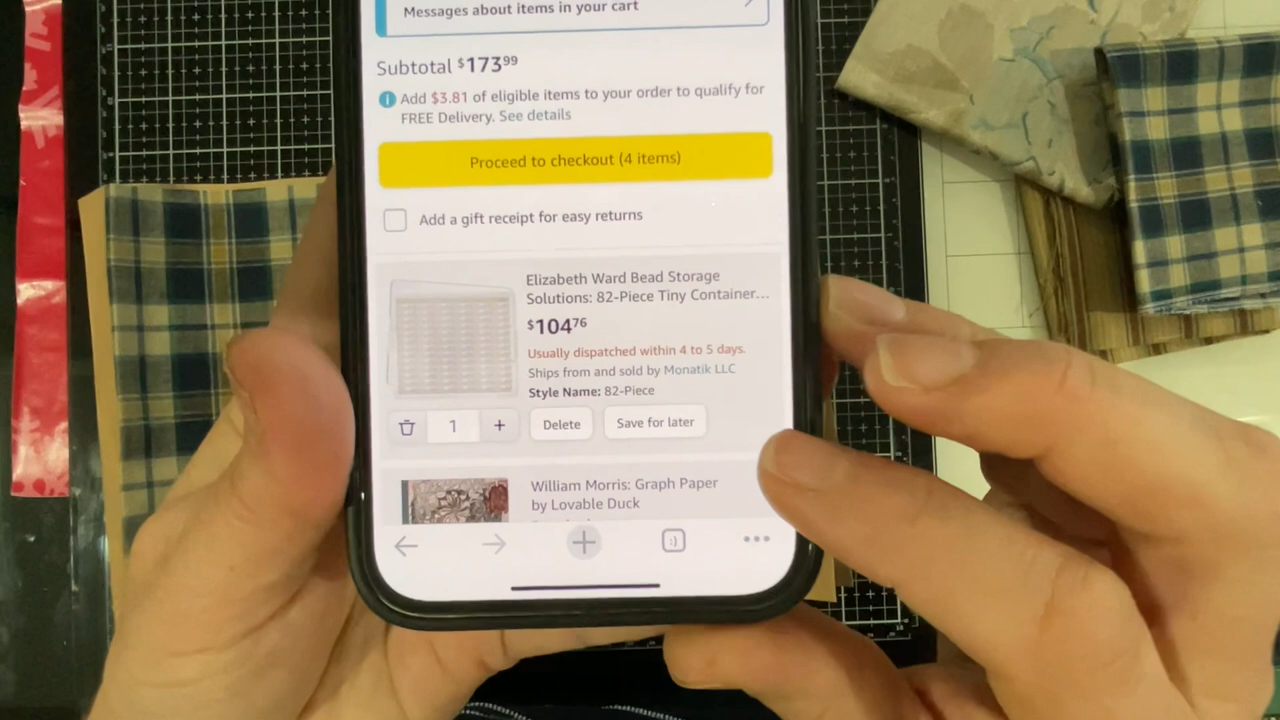 Messages about items in your cart
Subtotal $173.99
Add $3.81 of eligible items to your order to qualify for
FREE Delivery. See details
Proceed to checkout (4 items)
Add a gift receipt for easy returns
Elizabeth Ward Bead Storage
Solutions: 82-Piece Tiny Container...
$104.76
Usually dispatched within 4 to 5 days.
Ships from and sold by Monatik LLC
Style Name: 82-Piece
1
Delete
Save for later
William Morris: Graph Paper
by Lovable Duck
:)